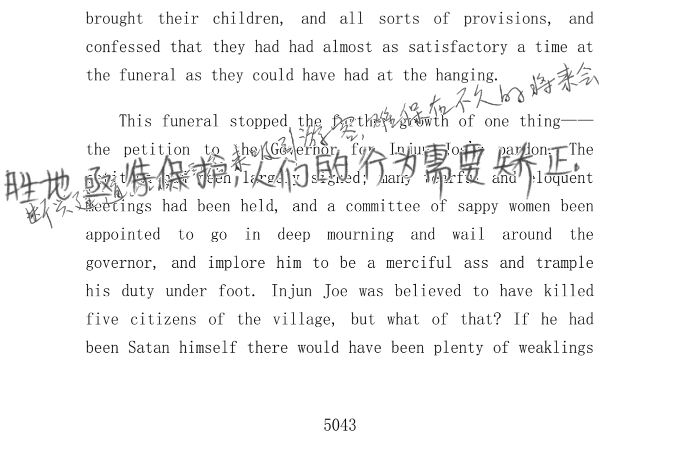 brought their children, and all sorts of provisions, and
confessed that they had had almost as satisfactory a time at
the funeral as they could have had at the hanging.
This funeral stopped the further growth of one thing——
the petition to the Governor for Injun Joe's pardon. The
胜地亟待保护,人们的行为需要矫正.
been largely signed; many tearful and eloquent
meetings had been held, and a committee of sappy women been
appointed to go in deep mourning and wail around the
governor, and implore him to be a merciful ass and trample
his duty under foot. Injun Joe was believed to have killed
five citizens of the village, but what of that? If he had
been Satan himself there would have been plenty of weaklings
5043